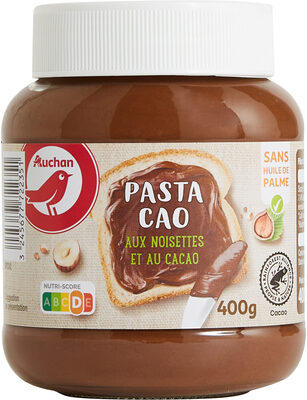 Auchan
SANS
HUILE DE
PALME
PASTA
CAO
AUX NOISETTES
ET AU CACAO
NUTRI-SCORE
A B C D E
400g
Cacao